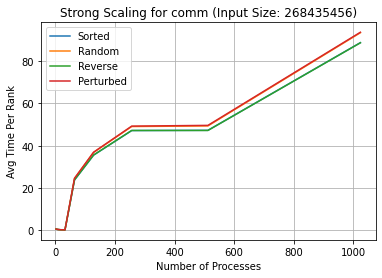 Strong Scaling for comm (Input Size: 268435456)
Sorted
Random
Reverse
Perturbed
Avg Time Per Rank
80
60
40
20
0
0 200 400 600 800 1000
Number of Processes